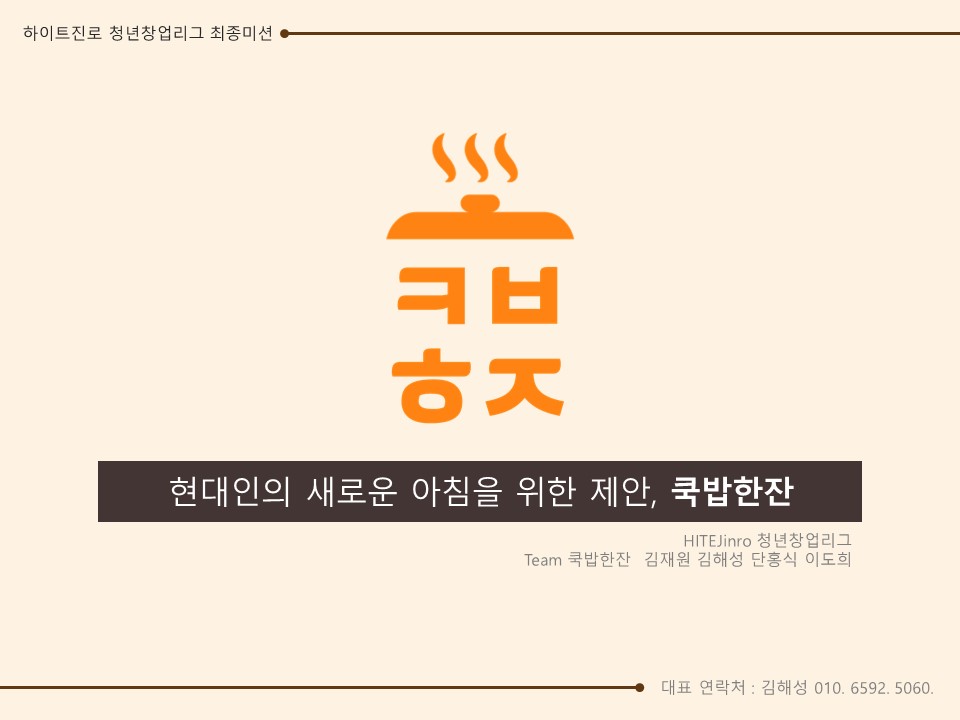 하이트진로 청년창업리그 최종미션
ㅋㅂ
ㅎㅈ
현대인의 새로운 아침을 위한 제안, 쿡밥한잔
HITEJinro 청년창업리그
Team 쿡밥한잔 김재원 김해성 단홍식 이도희
대표 연락처 : 김해성 010. 6592. 5060.